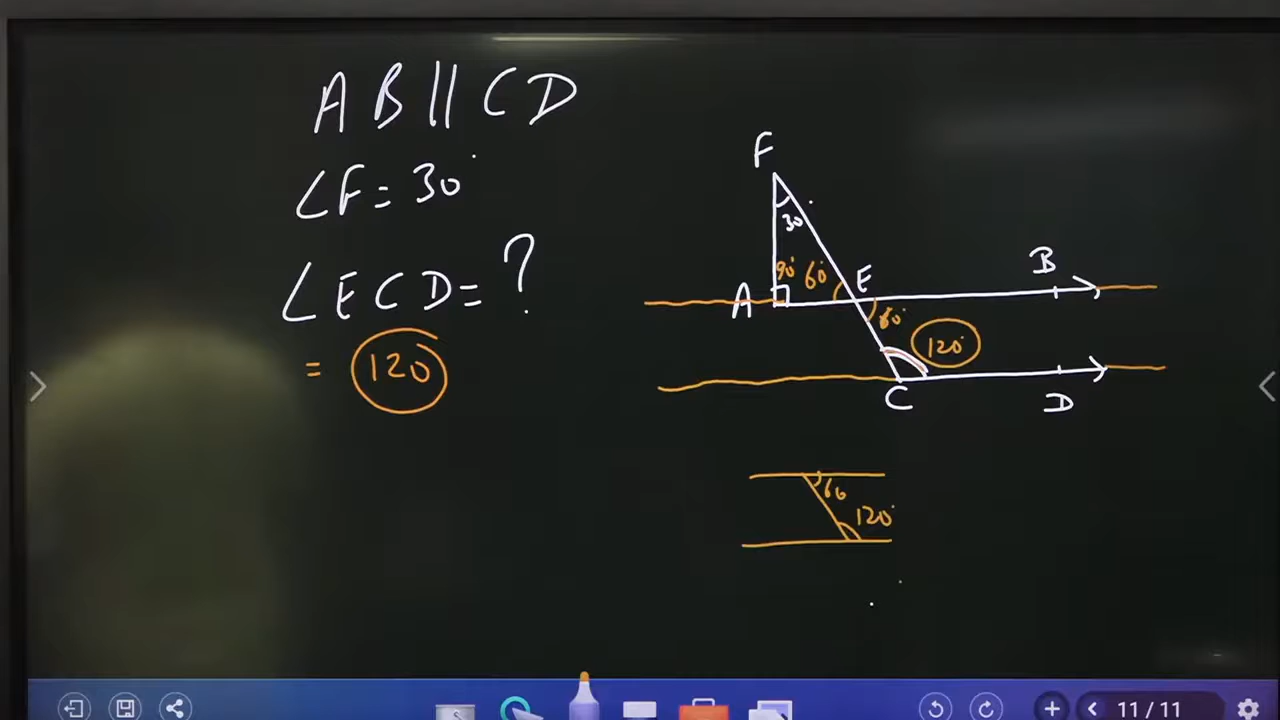 AB||CD
∠F = 30°
∠ECD = ?
= 120
F
30
90° 60°
A
E
B
60°
120°
C
D
60
120°
11/11